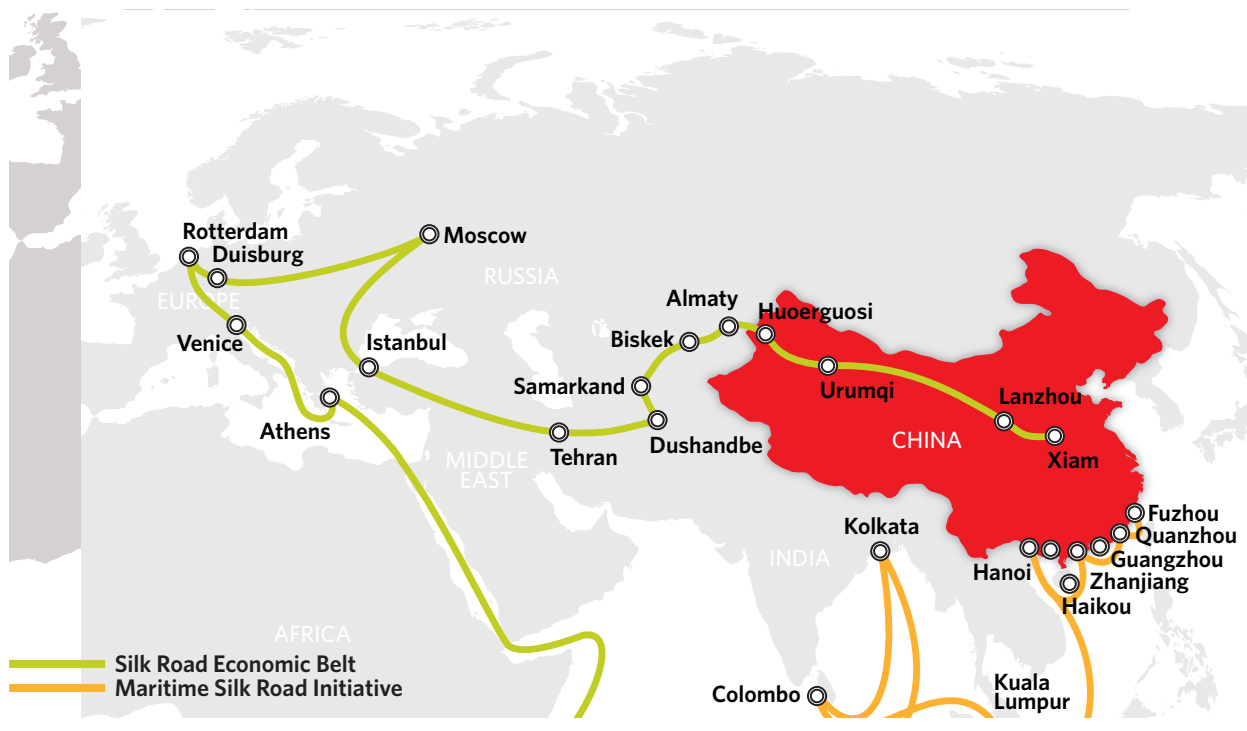 Rotterdam
Duisburg
Moscow
RUSSIA
EUROPE
Almaty
Huoerguosi
Venice
Istanbul
Biskek
Samarkand
Urumqi
Lanzhou
Athens
Tehran
Dushandbe
CHINA
Xiam
MIDDLE
EAST
Kolkata
Fuzhou
Quanzhou
INDIA
Hanoi
Guangzhou
Zhanjiang
Haikou
AFRICA
Silk Road Economic Belt
Maritime Silk Road Initiative
Colombo
Kuala
Lumpur